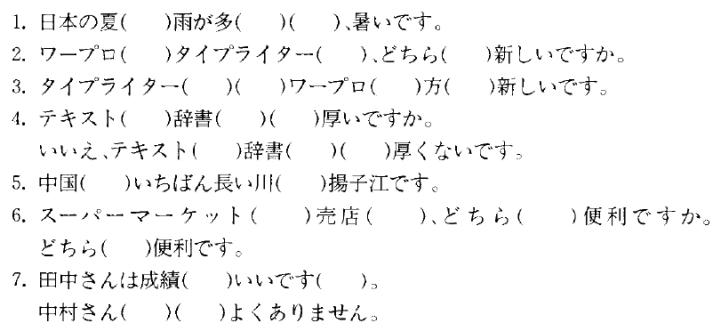 1. 日本の夏(　　)雨が多(　　)(　　)、暑いです。
2. ワープロ(　　)タイプライター(　　)、どちら(　　)新しいですか。
3. タイプライター(　　)(　　)ワープロ(　　)方(　　)新しいです。
4. テキスト(　　)辞書(　　)(　　)厚いですか。
いいえ、テキスト(　　)辞書(　　)(　　)厚くないです。
5. 中国(　　)いちばん長い川(　　)揚子江です。
6. スーパーマーケット(　　)売店(　　)、どちら(　　)便利ですか。
どちら(　　)便利です。
7. 田中さんは成績(　　)いいです(　　)。
中村さん(　　)(　　)よくありません。